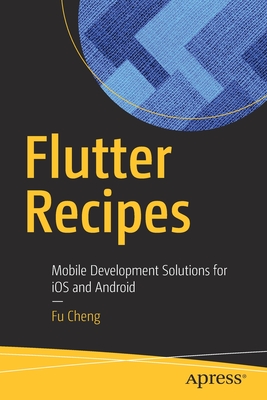 Flutter
Recipes
Mobile Development Solutions for
iOS and Android
—
Fu Cheng
Apress®